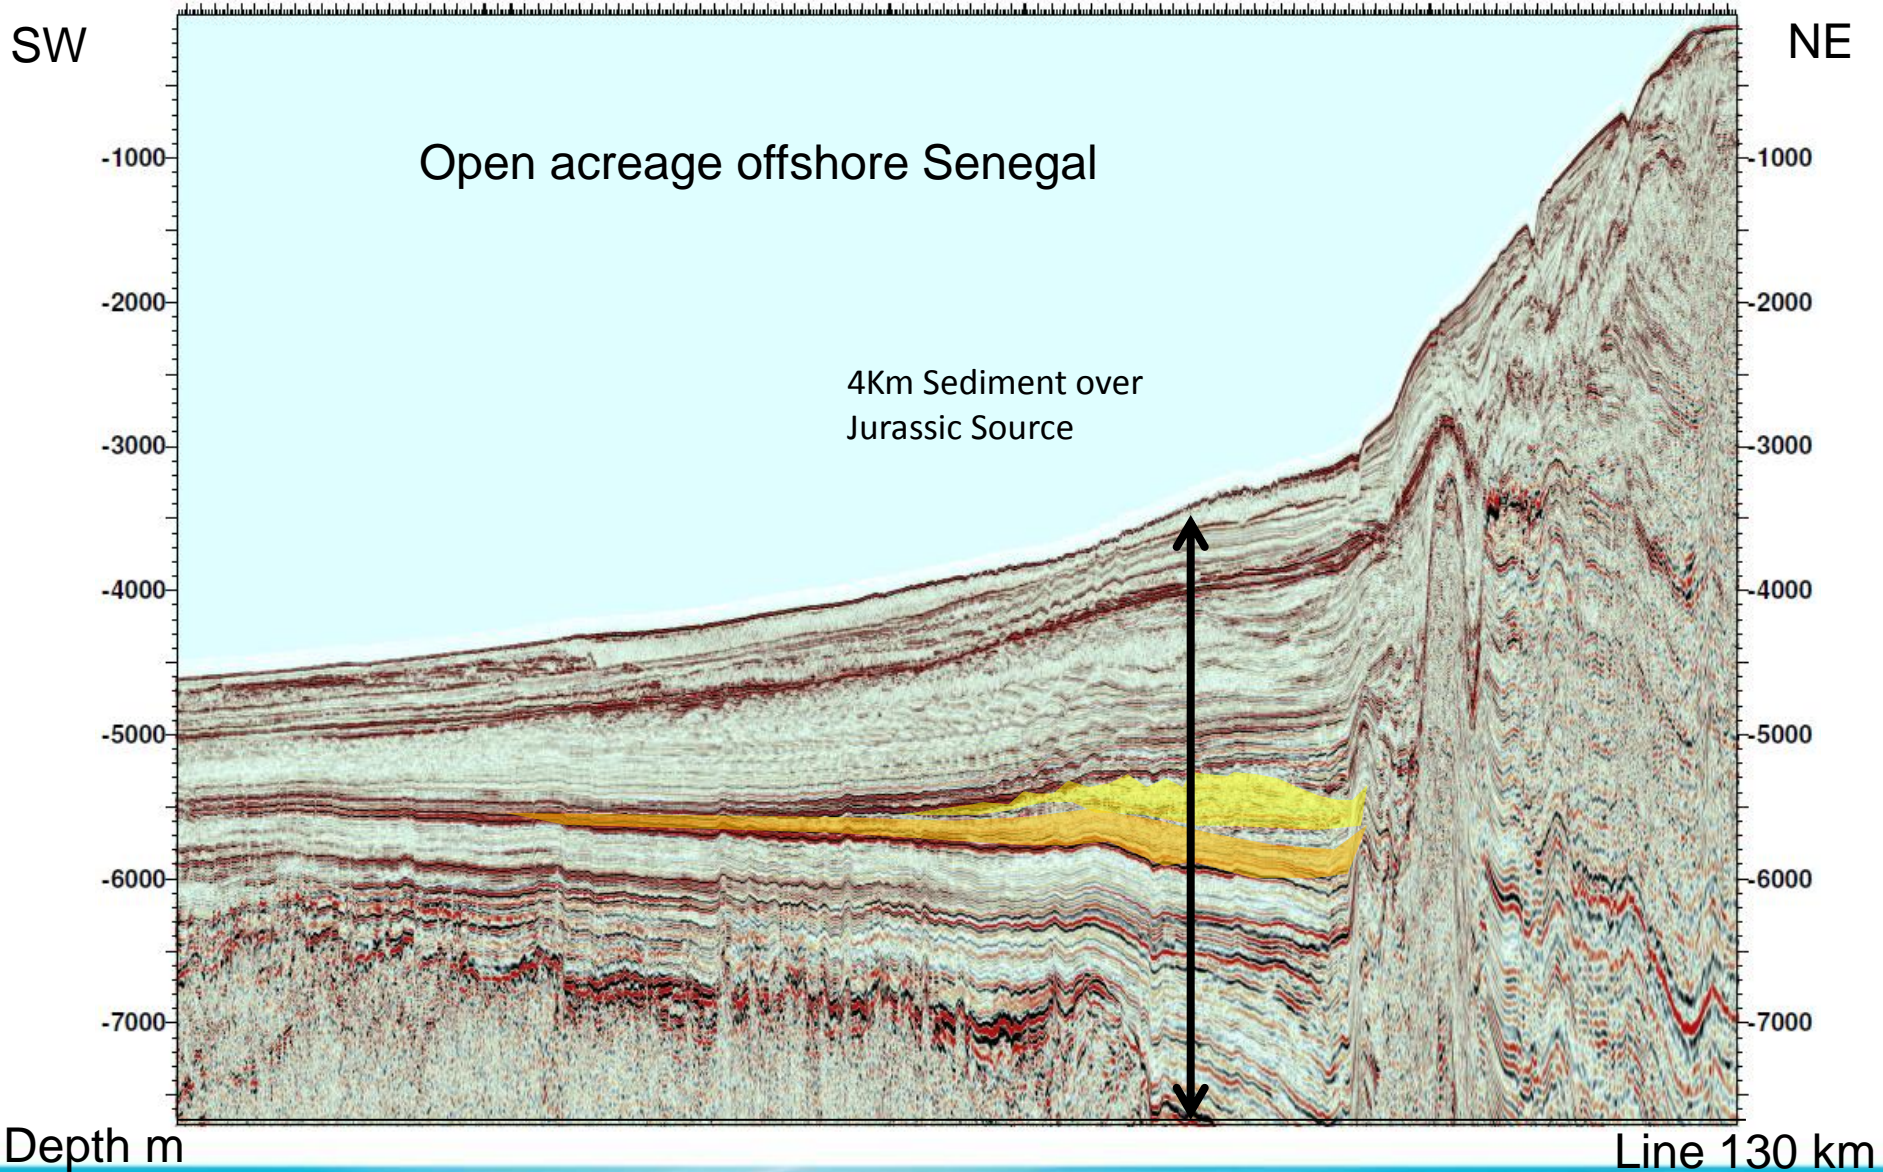 SW
NE
Open acreage offshore Senegal
4Km Sediment over
Jurassic Source
-1000
-2000
-3000
-4000
-5000
-6000
-7000
-1000
-2000
-3000
-4000
-5000
-6000
-7000
Depth m
Line 130 km